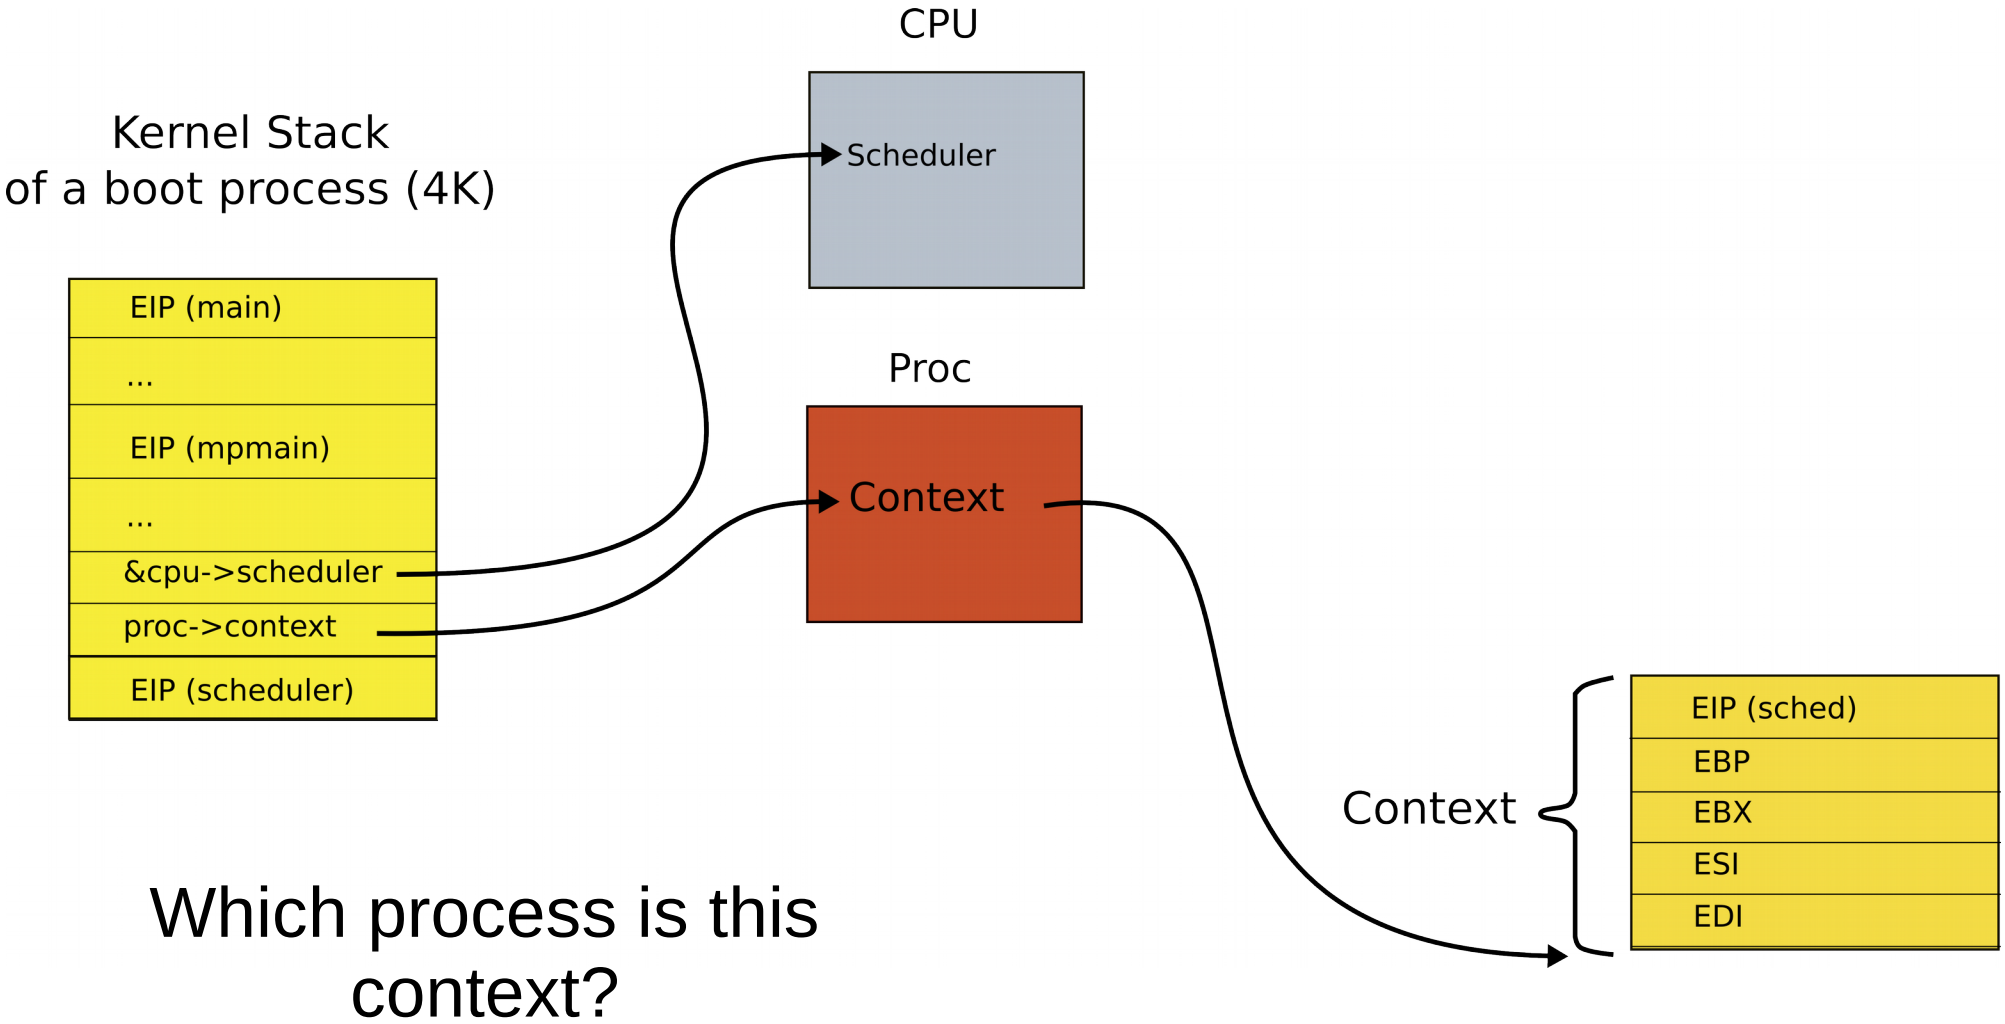 CPU
Scheduler
Kernel Stack
of a boot process (4K)
EIP (main)
...
EIP (mpmain)
...
&cpu->scheduler
proc->context
EIP (scheduler)
Proc
Context
Context
EIP (sched)
EBP
EBX
ESI
EDI
Which process is this
context?